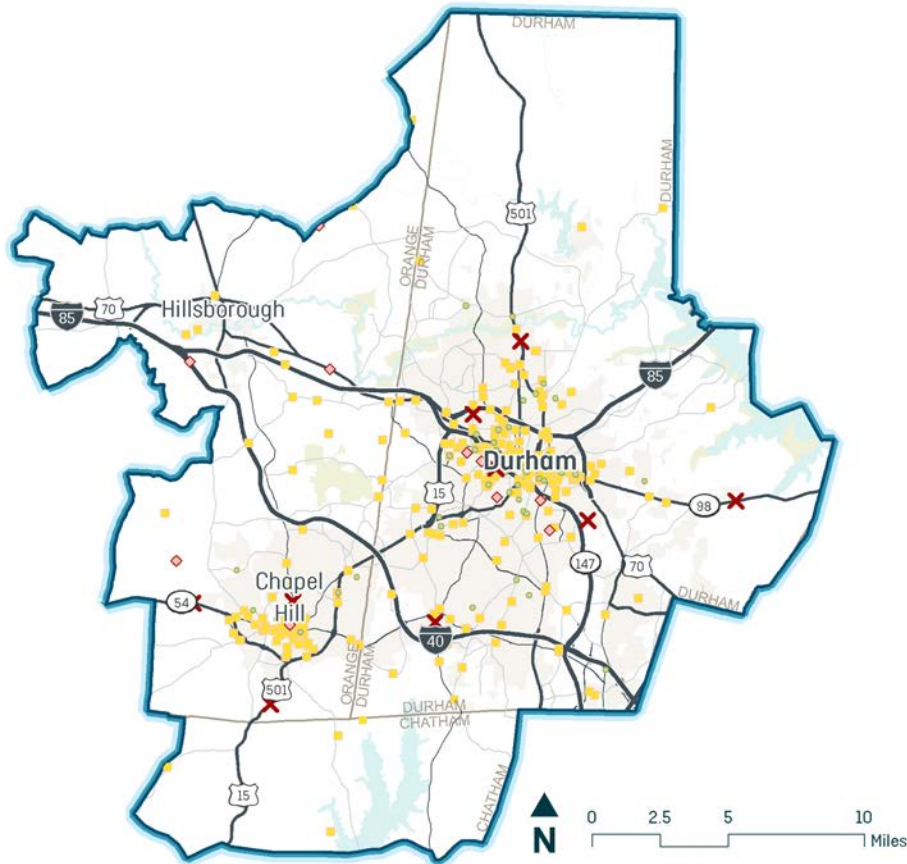 DURHAM
DURHAM
501
ORANGE
DURHAM
70
Hillsborough
85
85
Durham
15
98
147
70
Chapel
Hill
54
DURHAM
40
ORANGE
DURHAM
501
DURHAM
CHATHAM
15
CHATHAM
N
0 2.5 5 10
Miles